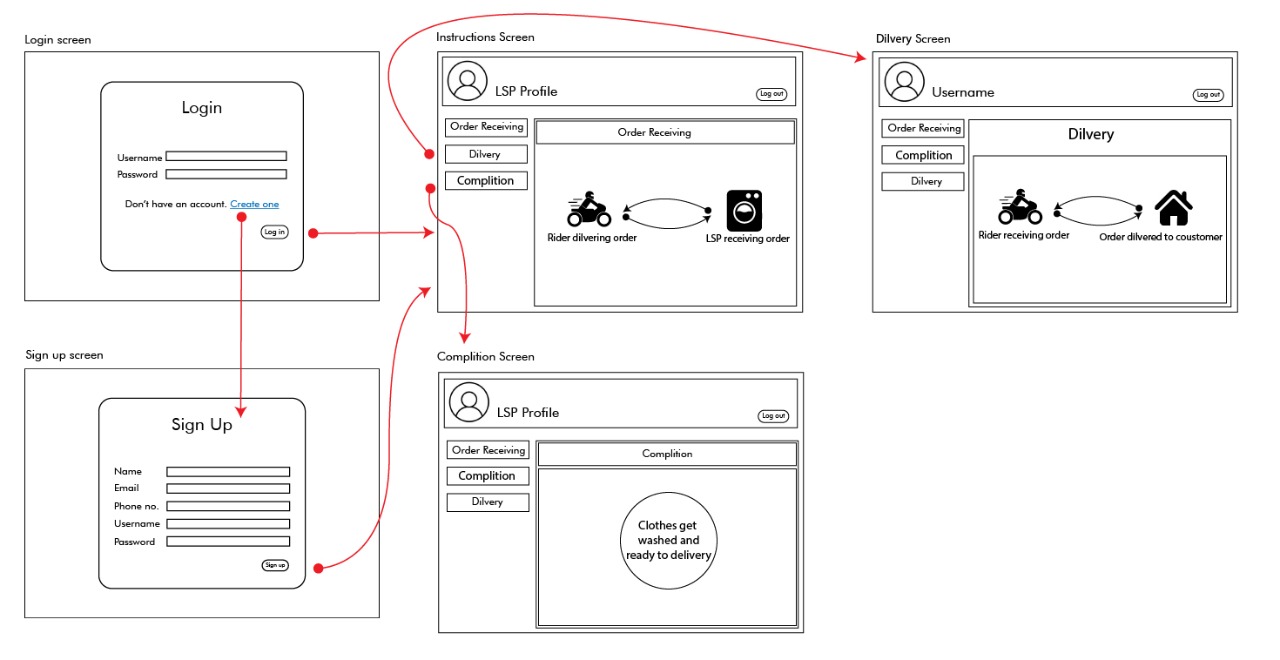 Login screen
Login
Username
Password
Don't have an account. Create one
Log in
Instructions Screen
LSP Profile
Log out
Order Receiving
Dilvery
Complition
Order Receiving
Rider dilvering order
LSP receiving order
Dilvery Screen
Username
Log out
Order Receiving
Complition
Dilvery
Dilvery
Rider receiving order
Order dilvered to coustomer
Sign up screen
Sign Up
Name
Email
Phone no.
Username
Password
Sign up
Complition Screen
LSP Profile
Log out
Order Receiving
Complition
Dilvery
Complition
Clothes get
washed and
ready to delivery